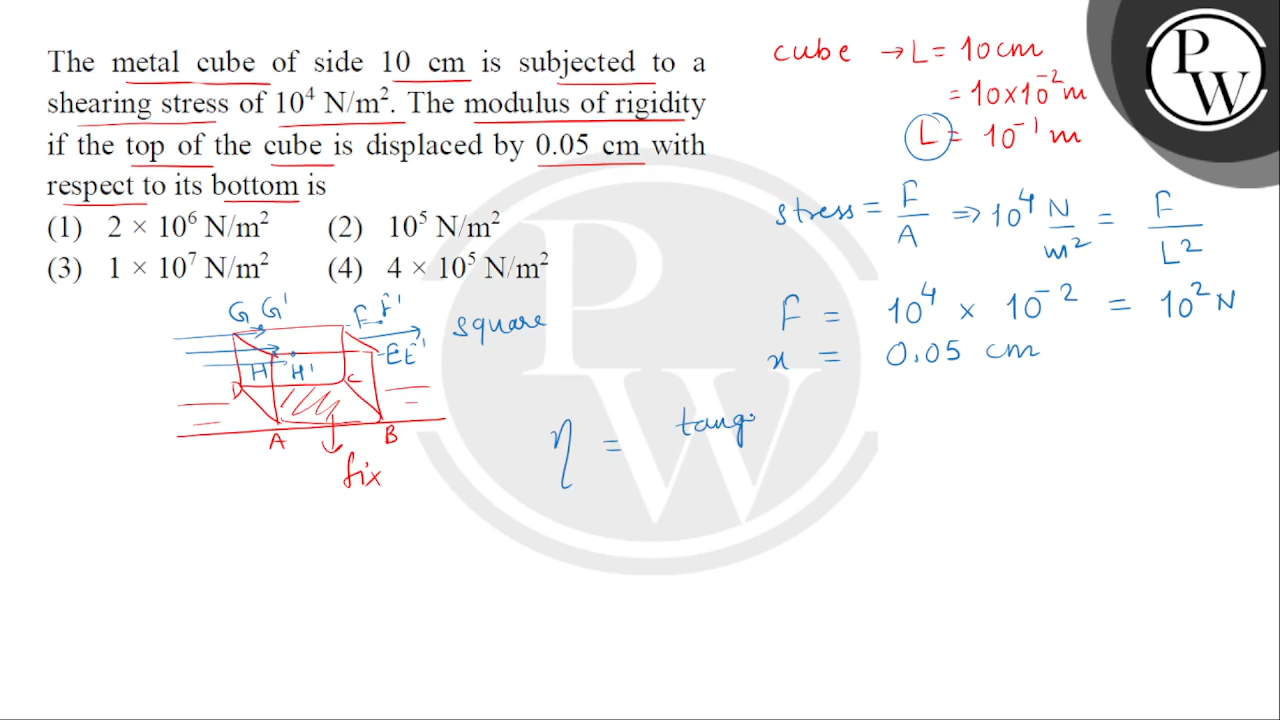 The metal cube of side 10 cm is subjected to a
shearing stress of 10⁴ N/m². The modulus of rigidity
if the top of the cube is displaced by 0.05 cm with
respect to its bottom is
(1) 2 × 10⁶ N/m² (2) 10⁵ N/m²
(3) 1 × 10⁷ N/m² (4) 4 × 10⁵ N/m²
cube → L = 10 cm
= 10×10⁻² m
L = 10⁻¹ m
stress = F/A ⇒ 10⁴ N/m² = F/L²
F = 10⁴ × 10⁻² = 10² N
x = 0.05 cm
G G' F F'
square
H H' E E'
D C
A B
fix
η = tang
PW
PW